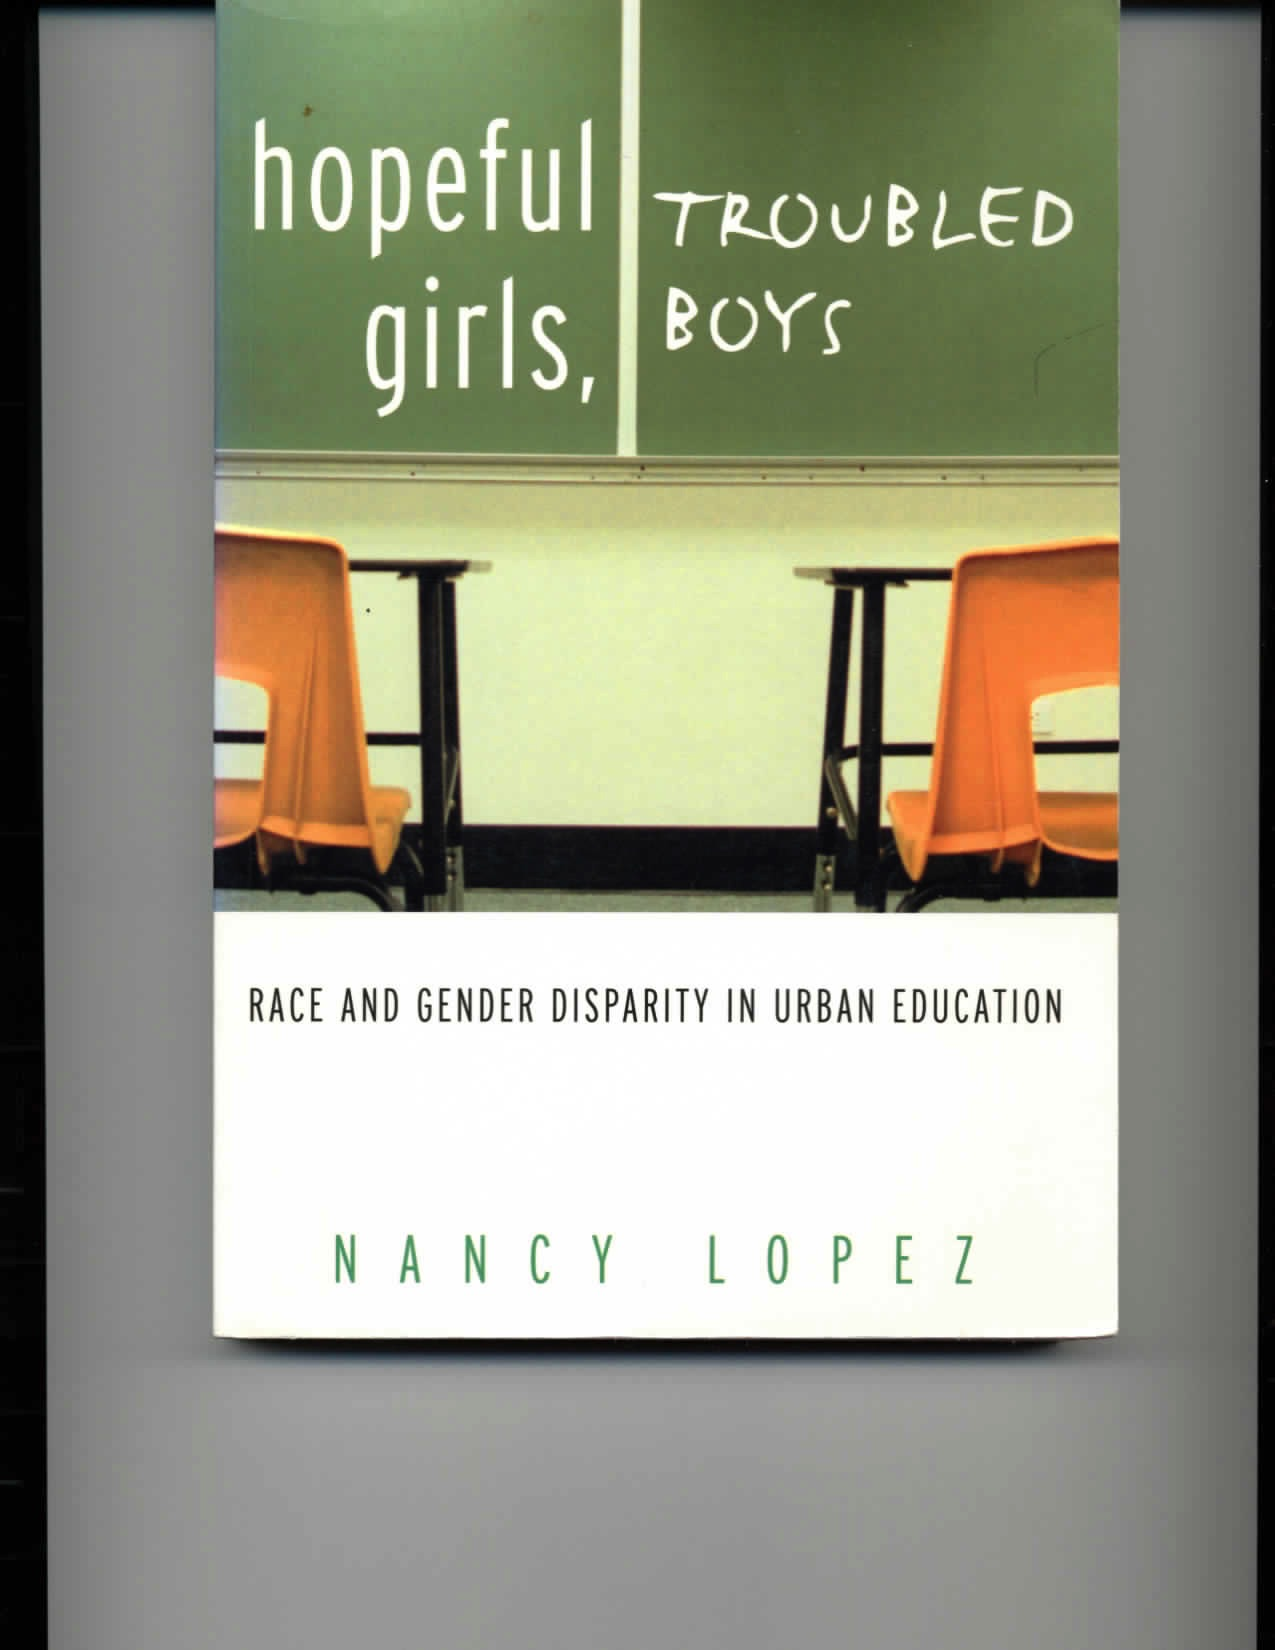 hopeful
girls,
TROUBLED
BOYS
RACE AND GENDER DISPARITY IN URBAN EDUCATION
NANCY LOPEZ